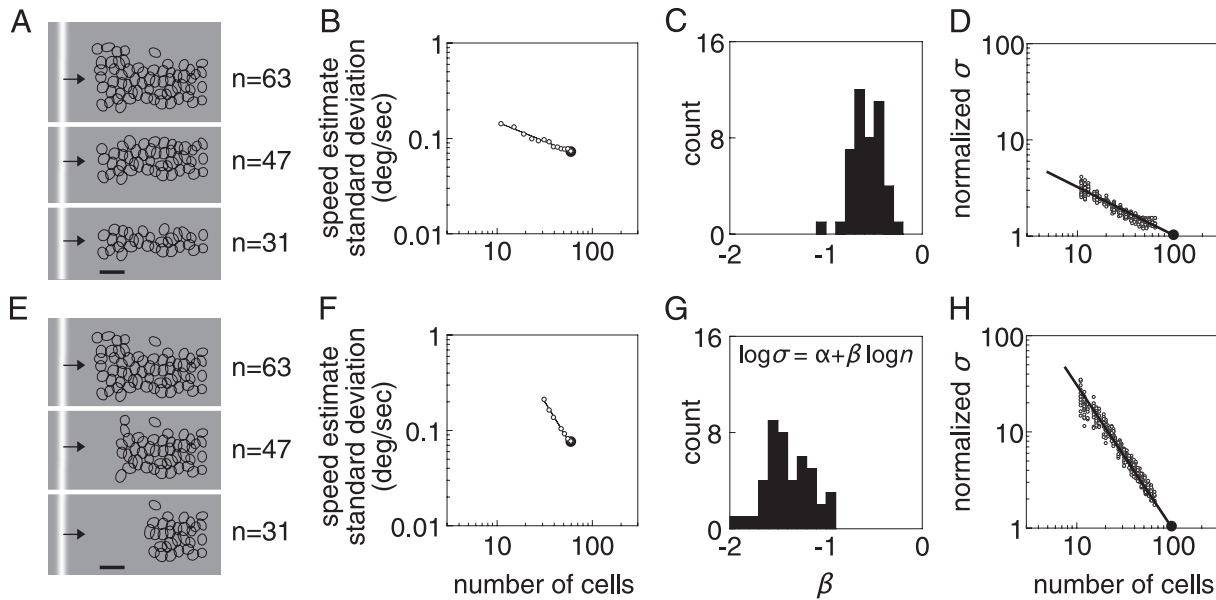 A
n=63
n=47
n=31
B
speed estimate
standard deviation
(deg/sec)
1
0.1
0.01
10
100
C
count
16
8
0
-2
-1
0
D
normalized σ
100
10
1
10
100
E
n=63
n=47
n=31
F
speed estimate
standard deviation
(deg/sec)
1
0.1
0.01
10
100
number of cells
G
count
16
8
0
logσ = α+β logn
-2
-1
0
β
H
normalized σ
100
10
1
10
100
number of cells